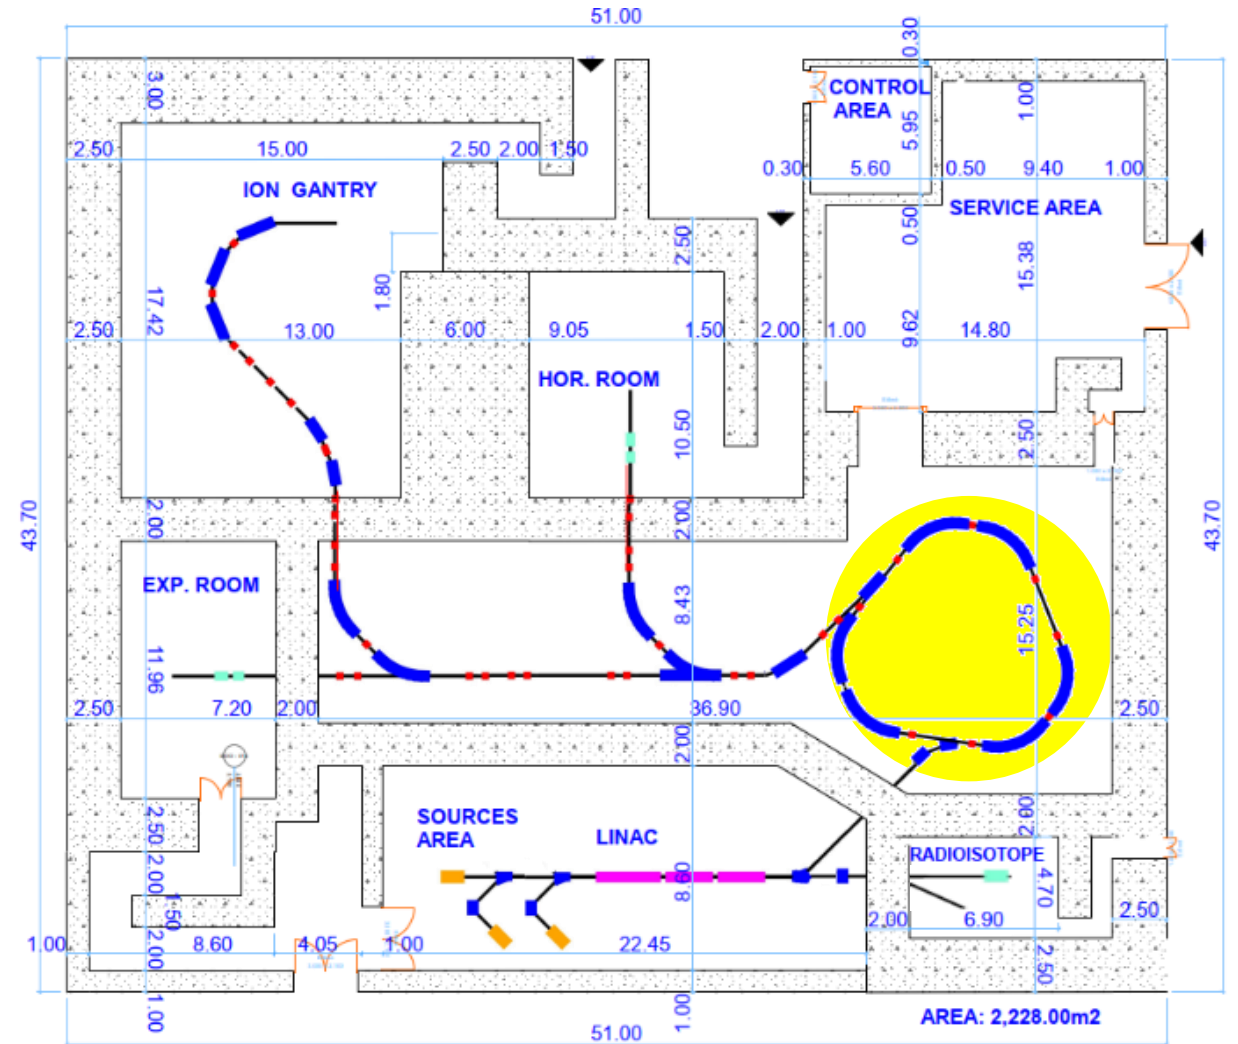 51.00
0.30
3.00
CONTROL
AREA
5.95
1.00
2.50 15.00 2.50 2.00 1.50
0.30 5.60 0.50 9.40 1.00
ION GANTRY
SERVICE AREA
0.50
2.50
15.38
1.80
17.42
2.50 13.00 6.00 9.05 1.50 2.00 1.00 9.62 14.80
HOR. ROOM
10.50
2.50
43.70
2.00
2.00
43.70
EXP. ROOM
8.43
15.25
11.96
2.50 7.20 2.00 36.90 2.50
2.00
SOURCES
AREA
LINAC
2.50
2.00
RADIOISOTOPE
8.60
4.70
2.00
1.50
2.00 6.90 2.50
2.00
1.00 8.60 4.05 1.00 22.45
2.50
1.00
1.00
AREA: 2,228.00m2
51.00